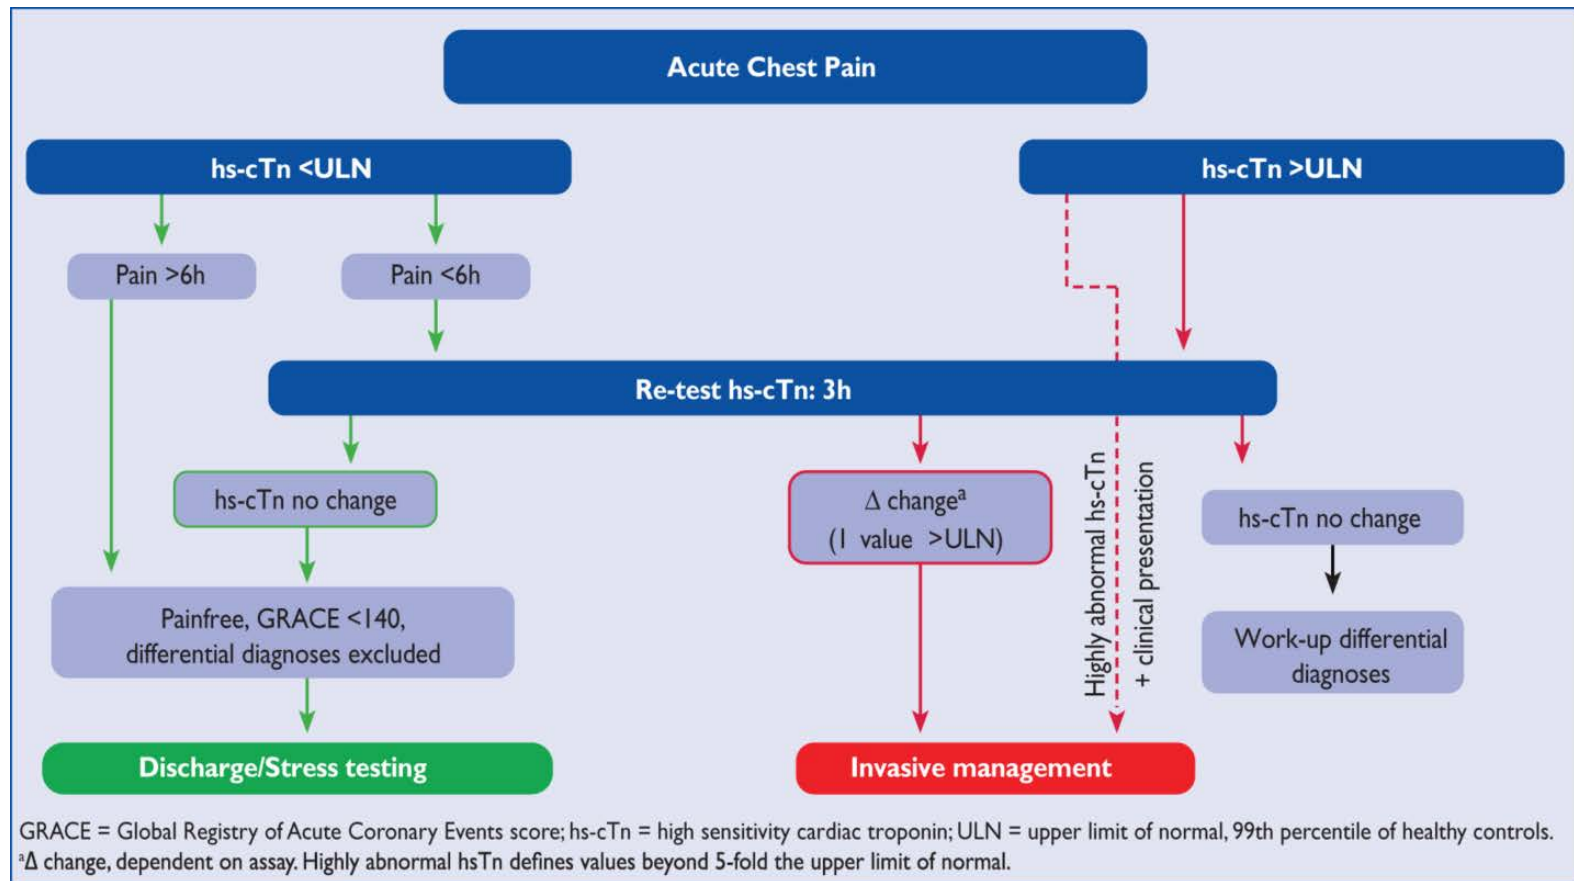 Acute Chest Pain
hs-cTn <ULN
hs-cTn >ULN
Pain >6h
Pain <6h
Re-test hs-cTn: 3h
hs-cTn no change
Δ changeᵃ
(1 value >ULN)
Highly abnormal hs-cTn
+ clinical presentation
hs-cTn no change
Painfree, GRACE <140,
differential diagnoses excluded
Work-up differential
diagnoses
Discharge/Stress testing
Invasive management
GRACE = Global Registry of Acute Coronary Events score; hs-cTn = high sensitivity cardiac troponin; ULN = upper limit of normal, 99th percentile of healthy controls.
ᵃΔ change, dependent on assay. Highly abnormal hsTn defines values beyond 5-fold the upper limit of normal.